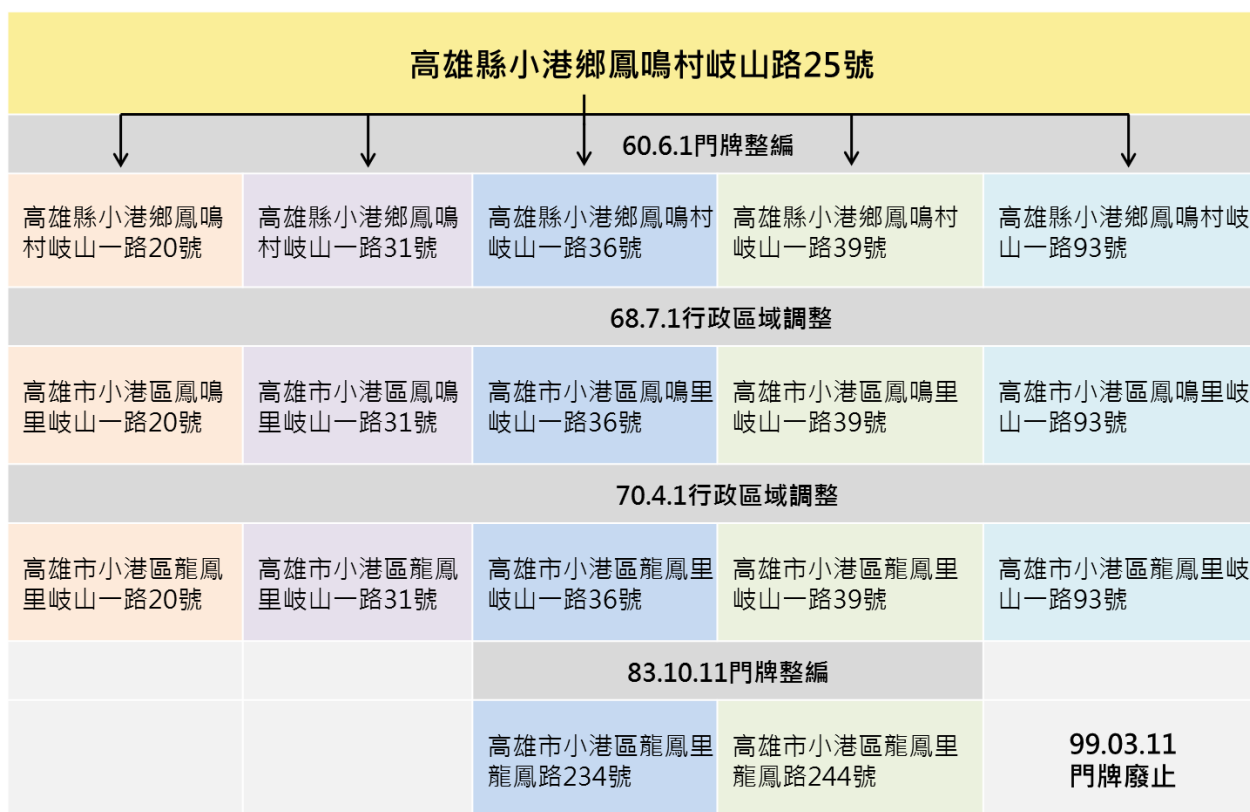 高雄縣小港鄉鳳鳴村岐山路25號
60.6.1門牌整編
高雄縣小港鄉鳳鳴
村岐山一路20號
高雄縣小港鄉鳳鳴
村岐山一路31號
高雄縣小港鄉鳳鳴村
岐山一路36號
高雄縣小港鄉鳳鳴村
岐山一路39號
高雄縣小港鄉鳳鳴村岐
山一路93號
68.7.1行政區域調整
高雄市小港區鳳鳴
里岐山一路20號
高雄市小港區鳳鳴
里岐山一路31號
高雄市小港區鳳鳴里
岐山一路36號
高雄市小港區鳳鳴里
岐山一路39號
高雄市小港區鳳鳴里岐
山一路93號
70.4.1行政區域調整
高雄市小港區龍鳳
里岐山一路20號
高雄市小港區龍鳳
里岐山一路31號
高雄市小港區龍鳳里
岐山一路36號
高雄市小港區龍鳳里
岐山一路39號
高雄市小港區龍鳳里岐
山一路93號
83.10.11門牌整編
高雄市小港區龍鳳里
龍鳳路234號
高雄市小港區龍鳳里
龍鳳路244號
99.03.11
門牌廢止